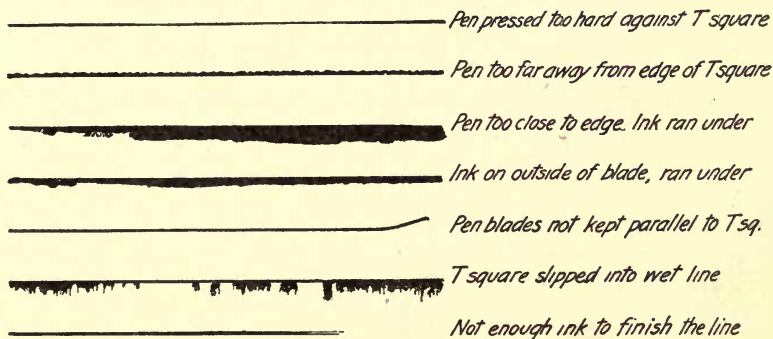 Pen pressed too hard against T square
Pen too far away from edge of T square
Pen too close to edge. Ink ran under
Ink on outside of blade, ran under
Pen blades not kept parallel to T sq.
T square slipped into wet line
Not enough ink to finish the line